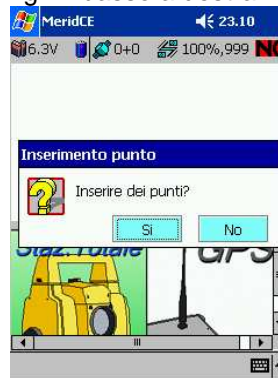 MeridCE 23.10
6.3V 0+0 100%,999 NO
Inserimento punto
Inserire dei punti?
Si No
Staz. Totale GPS